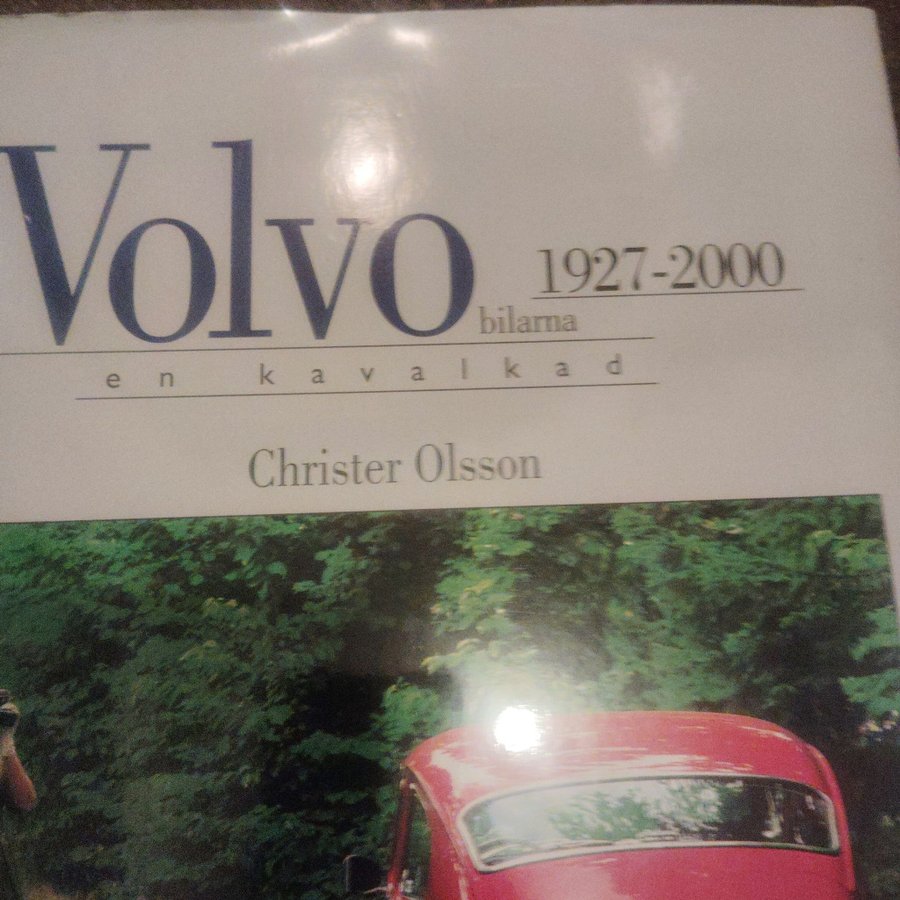 Volvo
bilarna 1927-2000
en kavalkad
Christer Olsson